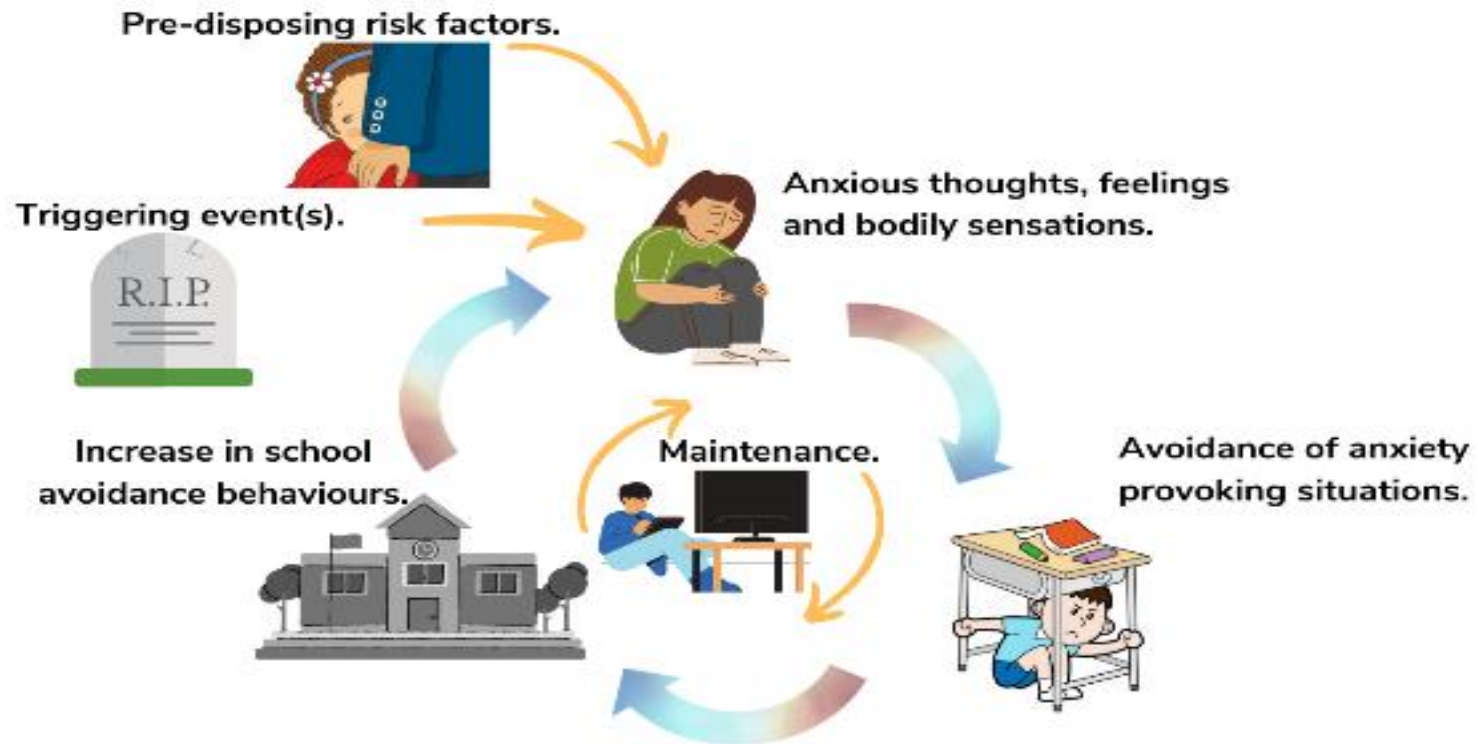 Pre-disposing risk factors.
Triggering event(s).
R.I.P.
Anxious thoughts, feelings
and bodily sensations.
Increase in school
avoidance behaviours.
Maintenance.
Avoidance of anxiety
provoking situations.